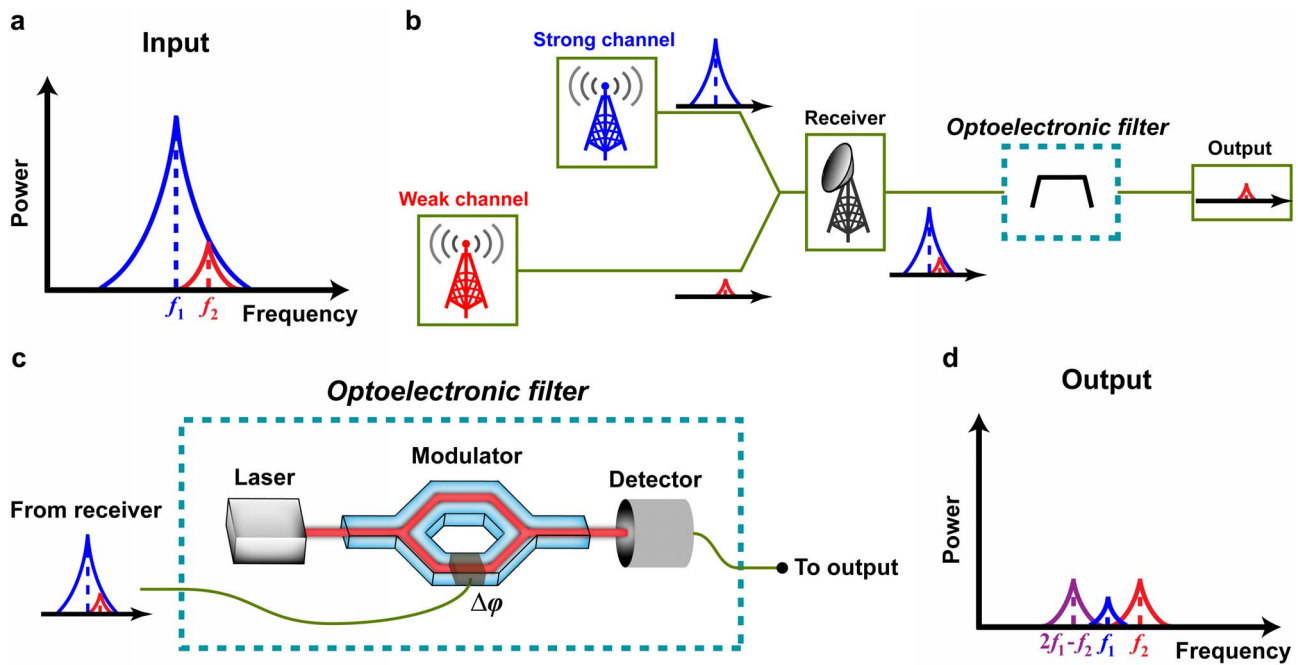 a
Input
Power
f₁
f₂
Frequency
b
Strong channel
Weak channel
Receiver
Optoelectronic filter
Output
c
Optoelectronic filter
From receiver
Laser
Modulator
Detector
Δφ
To output
d
Output
Power
2f₁-f₂
f₁
f₂
Frequency